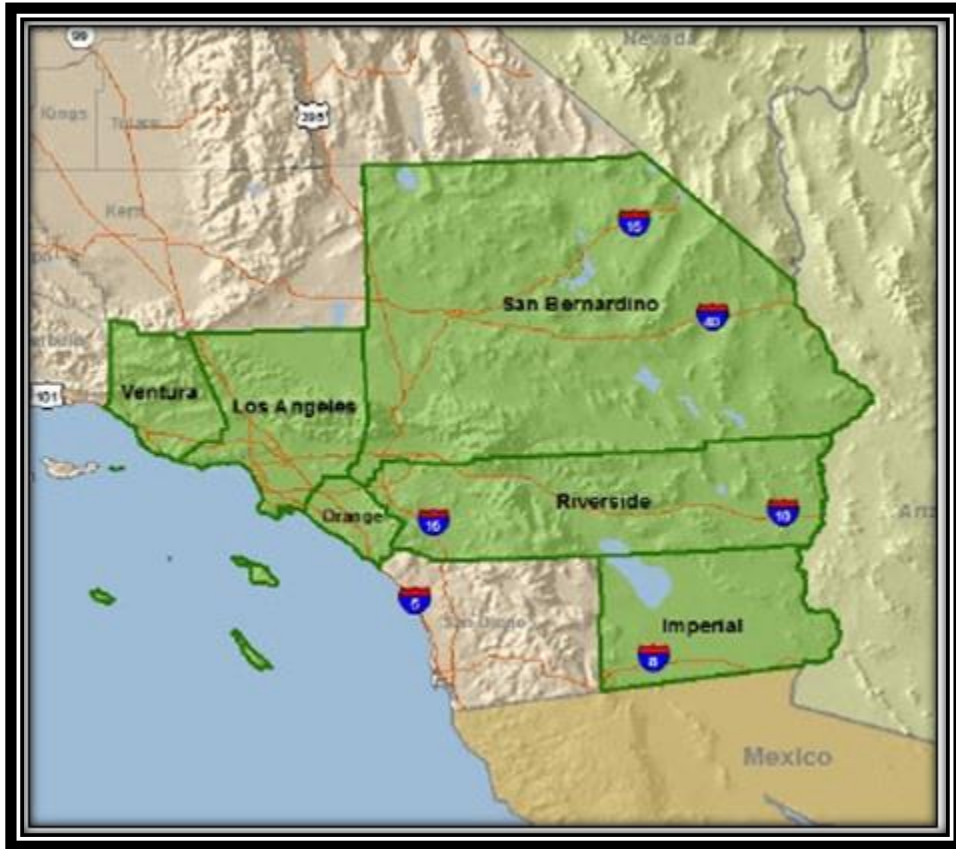 99
Nevada
Kings
Tulare
395
Kern
15
San Bernardino
40
101
Ventura
Los Angeles
Riverside
Orange
15
10
5
San Diego
Imperial
8
Mexico